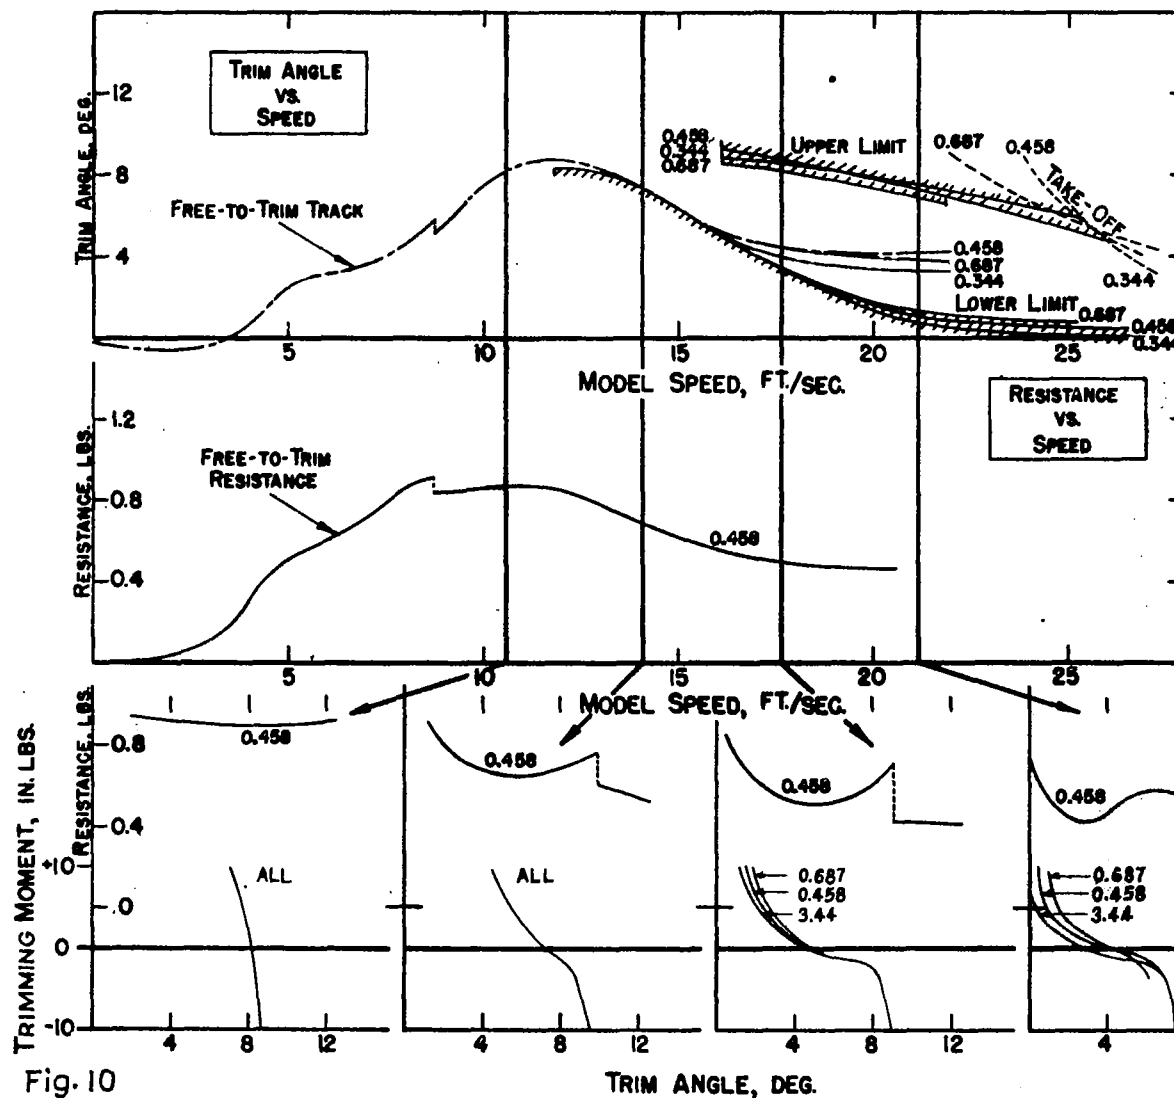 TRIM ANGLE
VS.
SPEED
TRIM ANGLE, DEG.
12
8
4
FREE-TO-TRIM TRACK
0.458
0.344
0.687
UPPER LIMIT
0.687
0.458
TAKE-OFF
0.344
0.458
0.687
0.344
LOWER LIMIT
0.687
0.458
0.344
5
10
15
20
25
MODEL SPEED, FT./SEC.
RESISTANCE
VS.
SPEED
RESISTANCE, LBS.
1.2
0.8
0.4
FREE-TO-TRIM
RESISTANCE
0.458
5
10
15
20
25
MODEL SPEED, FT./SEC.
RESISTANCE, LBS.
0.8
0.4
0.458
0.458
0.458
0.458
TRIMMING MOMENT, IN. LBS.
+10
.0
0
-10
ALL
ALL
0.687
0.458
3.44
0.687
0.458
3.44
4
8
12
4
8
12
4
8
12
4
Fig. 10
TRIM ANGLE, DEG.